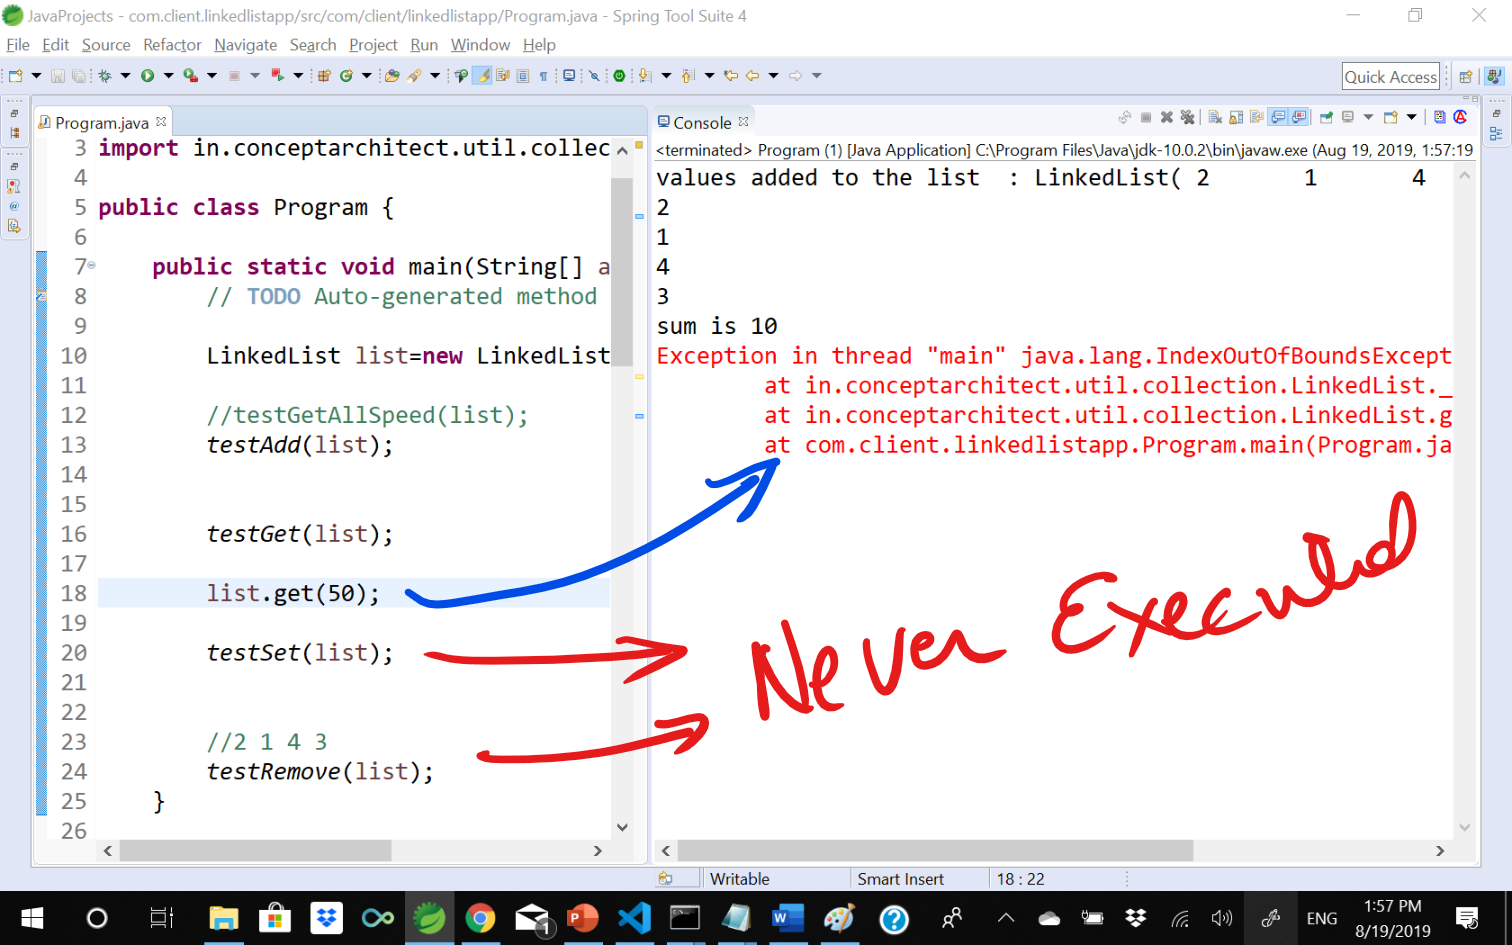 JavaProjects - com.client.linkedlistapp/src/com/client/linkedlistapp/Program.java - Spring Tool Suite 4
File Edit Source Refactor Navigate Search Project Run Window Help
Quick Access
Program.java
3 import in.conceptarchitect.util.collec
4
5 public class Program {
6
7 public static void main(String[] a
8 // TODO Auto-generated method
9
10 LinkedList list=new LinkedList
11
12 //testGetAllSpeed(list);
13 testAdd(list);
14
15
16 testGet(list);
17
18 list.get(50);
19
20 testSet(list);
21
22
23 //2 1 4 3
24 testRemove(list);
25 }
26
Console
<terminated> Program (1) [Java Application] C:\Program Files\Java\jdk-10.0.2\bin\javaw.exe (Aug 19, 2019, 1:57:19
values added to the list : LinkedList( 2 1 4
2
1
4
3
sum is 10
Exception in thread "main" java.lang.IndexOutOfBoundsExcept
at in.conceptarchitect.util.collection.LinkedList._
at in.conceptarchitect.util.collection.LinkedList.g
at com.client.linkedlistapp.Program.main(Program.ja
Never Executed
Writable Smart Insert 18 : 22
1
ENG
1:57 PM
8/19/2019